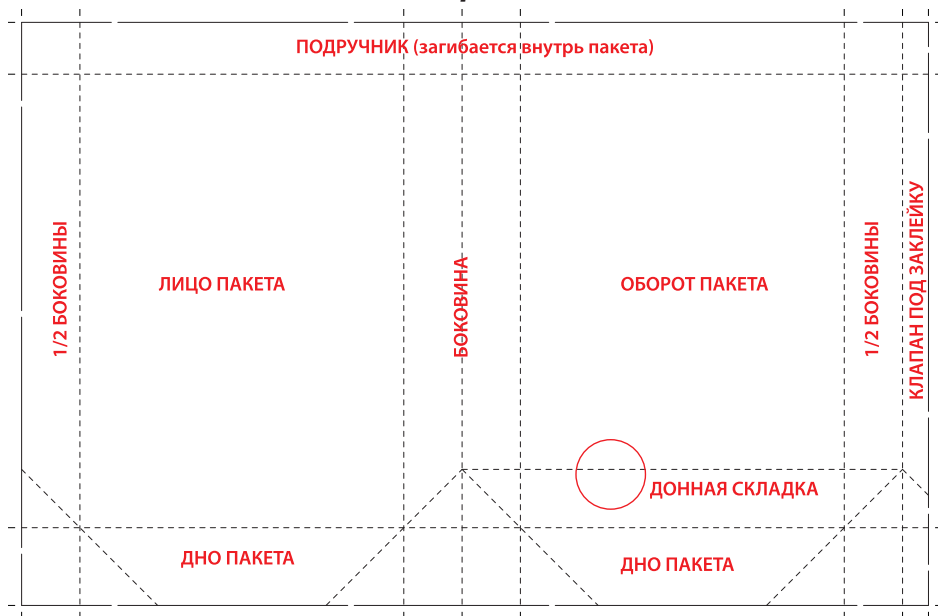 ПОДРУЧНИК (загибается внутрь пакета)
1/2 БОКОВИНЫ
ЛИЦО ПАКЕТА
БОКОВИНА
ОБОРОТ ПАКЕТА
1/2 БОКОВИНЫ
КЛАПАН ПОД ЗАКЛЕЙКУ
ДОННАЯ СКЛАДКА
ДНО ПАКЕТА
ДНО ПАКЕТА